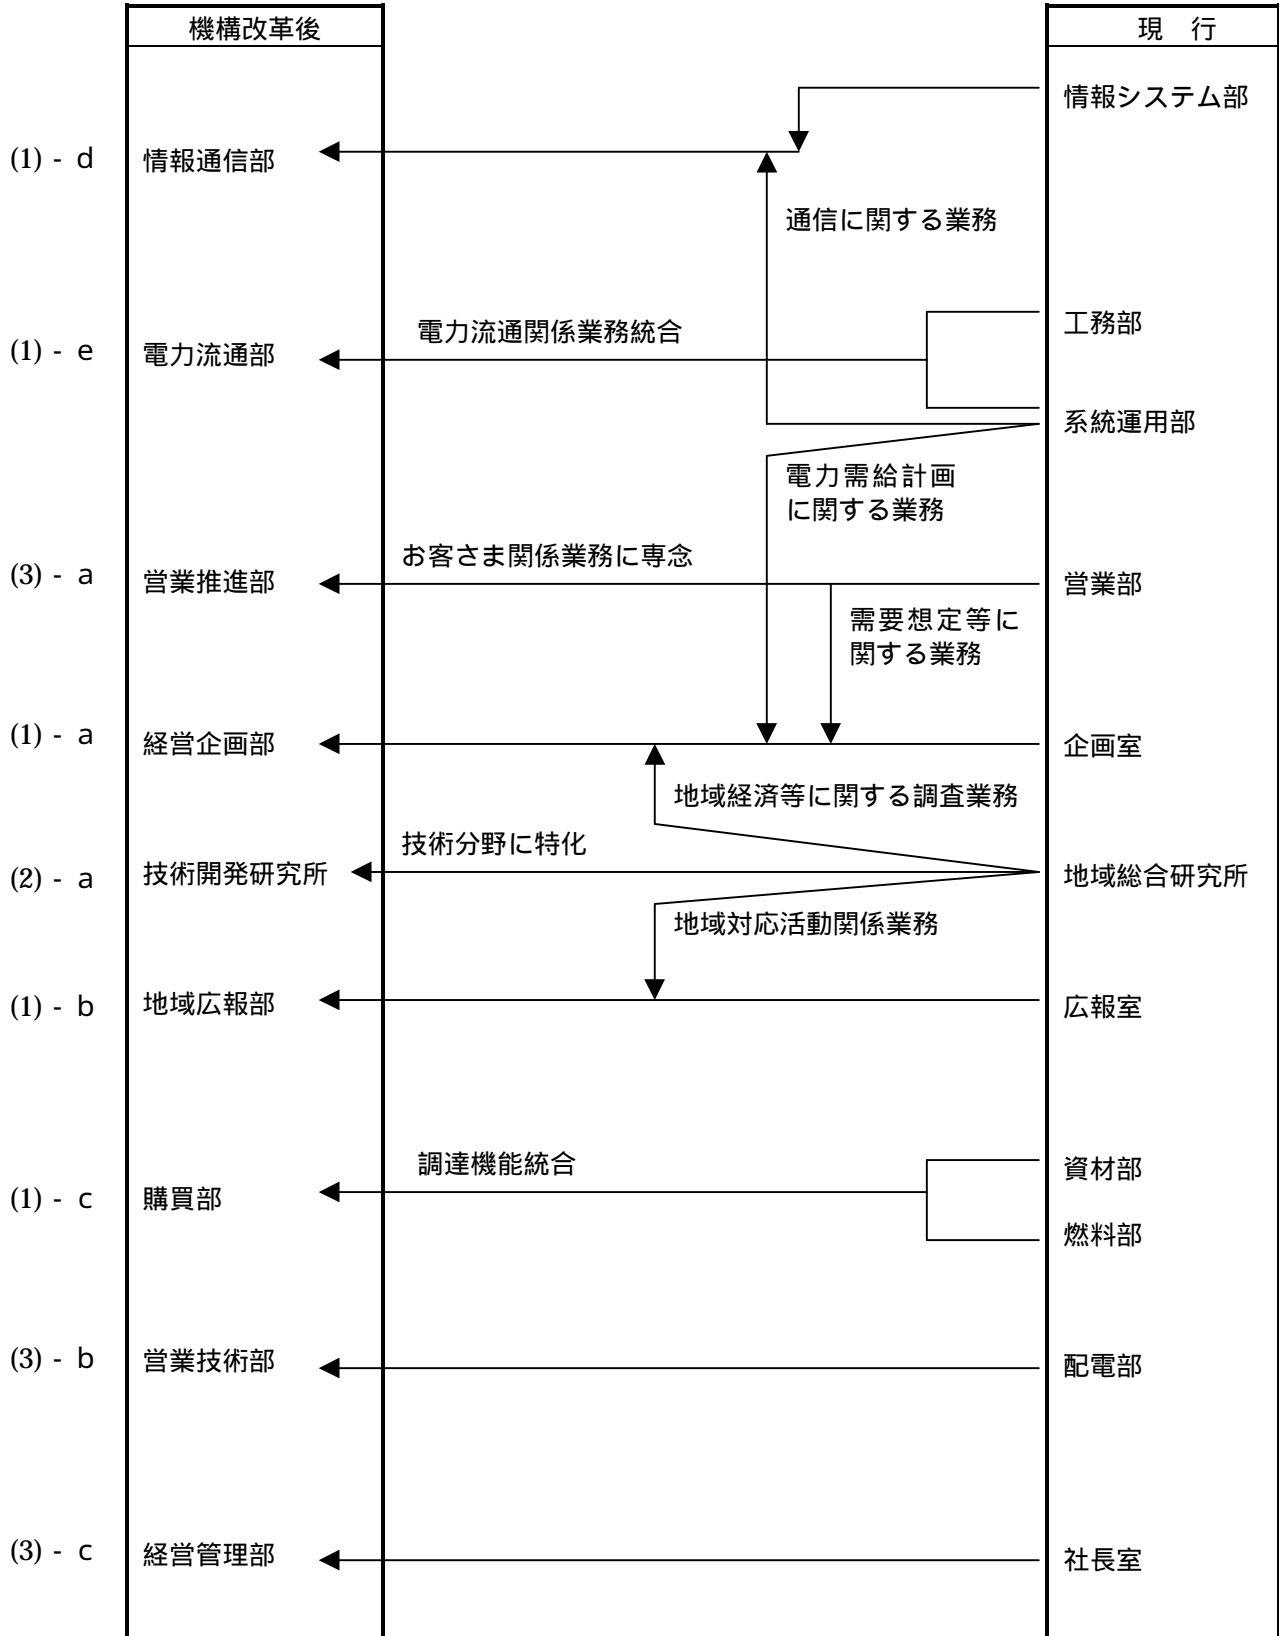 機構改革後
現　行
情報システム部
(1) - d
情報通信部
通信に関する業務
工務部
電力流通関係業務統合
(1) - e
電力流通部
系統運用部
電力需給計画
に関する業務
お客さま関係業務に専念
(3) - a
営業推進部
営業部
需要想定等に
関する業務
(1) - a
経営企画部
企画室
地域経済等に関する調査業務
技術分野に特化
(2) - a
技術開発研究所
地域総合研究所
地域対応活動関係業務
(1) - b
地域広報部
広報室
調達機能統合
資材部
(1) - c
購買部
燃料部
(3) - b
営業技術部
配電部
(3) - c
経営管理部
社長室